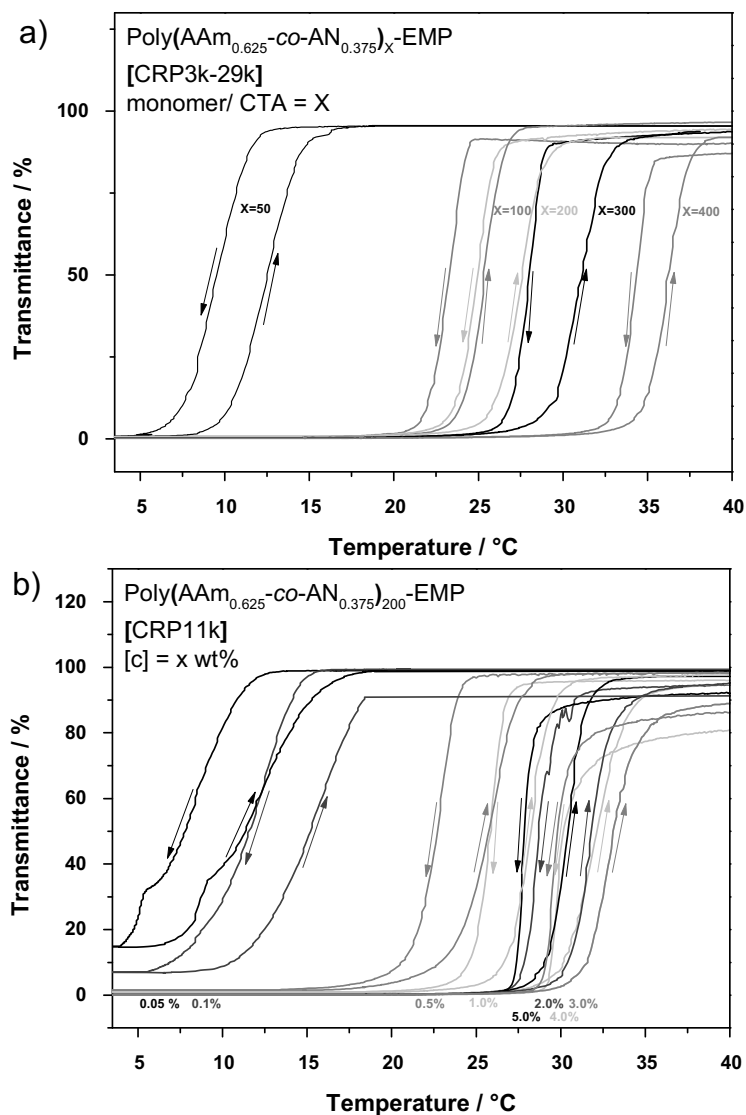 a)
Poly(AAm0.625-co-AN0.375)X-EMP
[CRP3k-29k]
monomer/ CTA = X
Transmittance / %
100
50
0
X=50
X=100
X=200
X=300
X=400
5 10 15 20 25 30 35 40
Temperature / °C
b)
Poly(AAm0.625-co-AN0.375)200-EMP
[CRP11k]
[c] = x wt%
Transmittance / %
120
100
80
60
40
20
0
0.05 % 0.1% 0.5% 1.0% 2.0% 3.0%
5.0% 4.0%
5 10 15 20 25 30 35 40
Temperature / °C